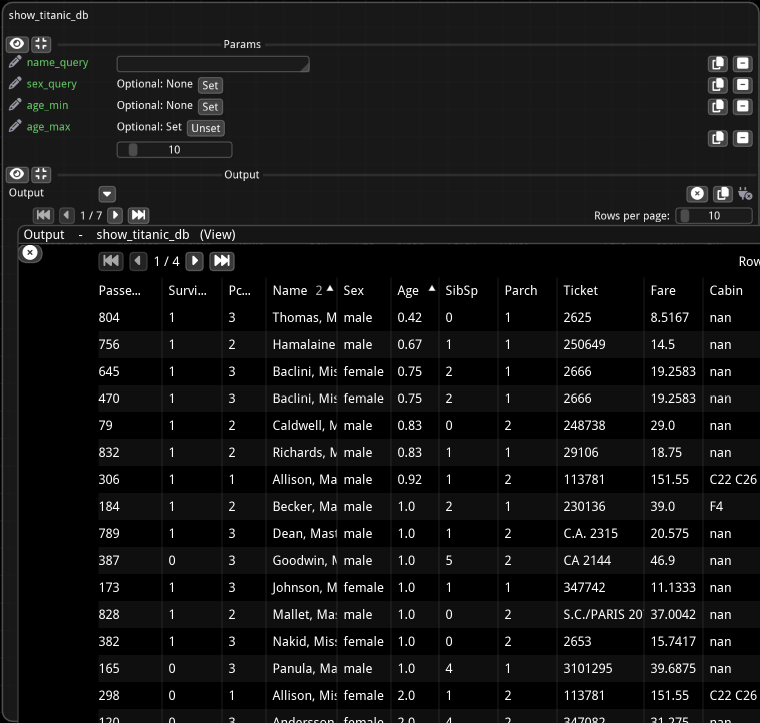 show_titanic_db
Params
name_query
sex_query Optional: None Set
age_min Optional: None Set
age_max Optional: Set Unset
10
Output
Output
1 / 7 Rows per page: 10
Output - show_titanic_db (View)
1 / 4 Row
Passe... Survi... Pc... Name 2 Sex Age SibSp Parch Ticket Fare Cabin
804 1 3 Thomas, M male 0.42 0 1 2625 8.5167 nan
756 1 2 Hamalaine male 0.67 1 1 250649 14.5 nan
645 1 3 Baclini, Mis female 0.75 2 1 2666 19.2583 nan
470 1 3 Baclini, Mis female 0.75 2 1 2666 19.2583 nan
79 1 2 Caldwell, M male 0.83 0 2 248738 29.0 nan
832 1 2 Richards, M male 0.83 1 1 29106 18.75 nan
306 1 1 Allison, Ma male 0.92 1 2 113781 151.55 C22 C26
184 1 2 Becker, Ma male 1.0 2 1 230136 39.0 F4
789 1 3 Dean, Mast male 1.0 1 2 C.A. 2315 20.575 nan
387 0 3 Goodwin, M male 1.0 5 2 CA 2144 46.9 nan
173 1 3 Johnson, M female 1.0 1 1 347742 11.1333 nan
828 1 2 Mallet, Mas male 1.0 0 2 S.C./PARIS 20 37.0042 nan
382 1 3 Nakid, Miss female 1.0 0 2 2653 15.7417 nan
165 0 3 Panula, Ma male 1.0 4 1 3101295 39.6875 nan
298 0 1 Allison, Mis female 2.0 1 2 113781 151.55 C22 C26
120 0 3 Andersson female 2.0 4 2 347082 31.275 nan